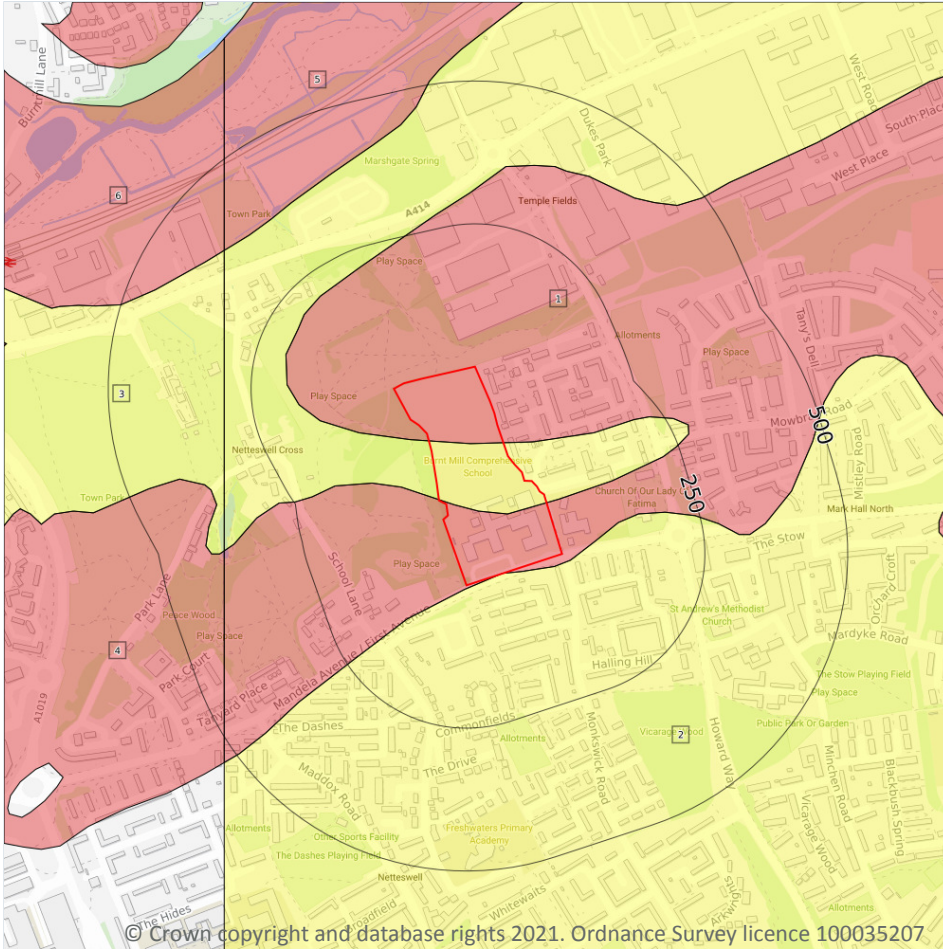 Burnt Mill Lane
5
West Road
South Place
Dukes Park
West Place
Marshgate Spring
6
Town Park
A414
Temple Fields
Play Space
1
Allotments
Tany's Dell
Play Space
3
Play Space
Mowbray Road
500
Netteswell Cross
Burnt Mill Comprehensive
School
Mistley Road
Town Park
250
Church Of Our Lady Of
Fatima
Mark Hall North
The Stow
School Lane
Play Space
Orchard Croft
Park Lane
Peace Wood
St Andrew's Methodist
Church
Play Space
Mardyke Road
4
First Avenue
Mandela Avenue
Halling Hill
Park Court
The Stow Playing Field
Play Space
A1019
Tanyard Place
The Dashes
Commonfields
Vicarage Wood
2
Public Park Or Garden
Allotments
Monkswick Road
Howard Way
Minchen Road
The Drive
Maddox Road
Blackbush Spring
Vicarage Wood
Allotments
Freshwaters Primary
Academy
Other Sports Facility
The Dashes Playing Field
Netteswell
Whitewaits
Allotments
The Hides
© Crown copyright and database rights 2021. Ordnance Survey licence 100035207.